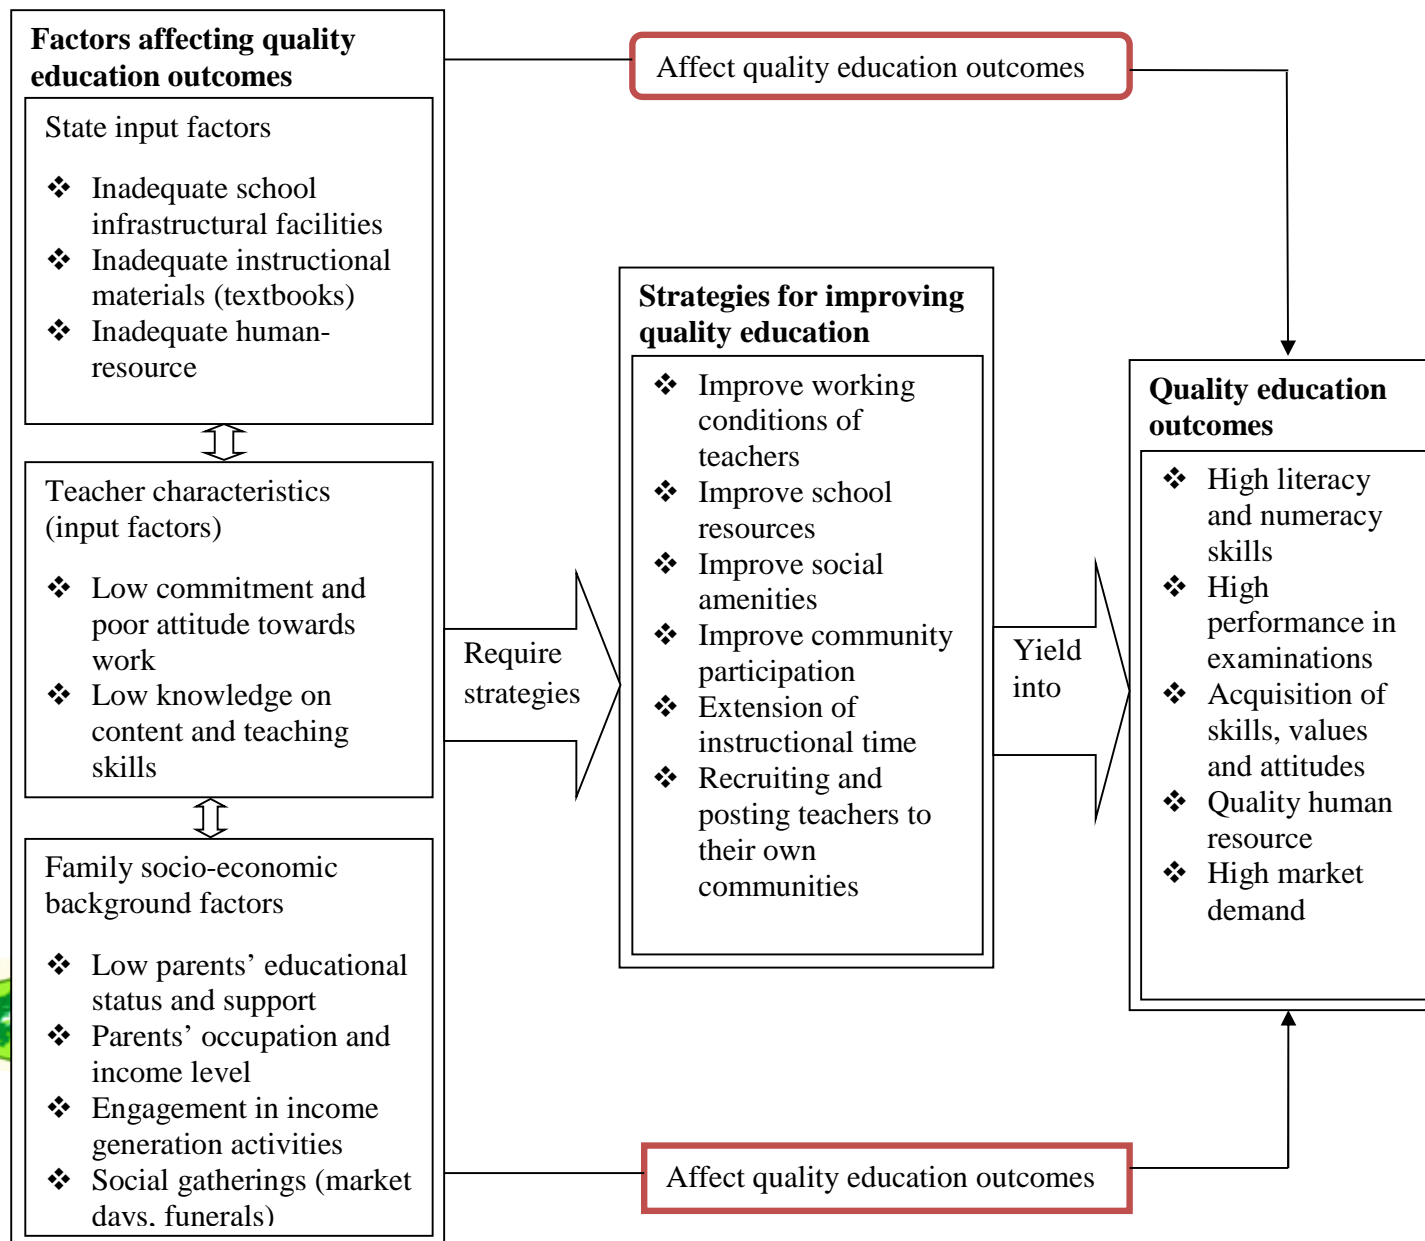 Factors affecting quality
education outcomes
State input factors
❖ Inadequate school
infrastructural facilities
❖ Inadequate instructional
materials (textbooks)
❖ Inadequate human-
resource
Teacher characteristics
(input factors)
❖ Low commitment and
poor attitude towards
work
❖ Low knowledge on
content and teaching
skills
Family socio-economic
background factors
❖ Low parents’ educational
status and support
❖ Parents’ occupation and
income level
❖ Engagement in income
generation activities
❖ Social gatherings (market
days, funerals)
Affect quality education outcomes
Require
strategies
Strategies for improving
quality education
❖ Improve working
conditions of
teachers
❖ Improve school
resources
❖ Improve social
amenities
❖ Improve community
participation
❖ Extension of
instructional time
❖ Recruiting and
posting teachers to
their own
communities
Yield
into
Quality education
outcomes
❖ High literacy
and numeracy
skills
❖ High
performance in
examinations
❖ Acquisition of
skills, values
and attitudes
❖ Quality human
resource
❖ High market
demand
Affect quality education outcomes